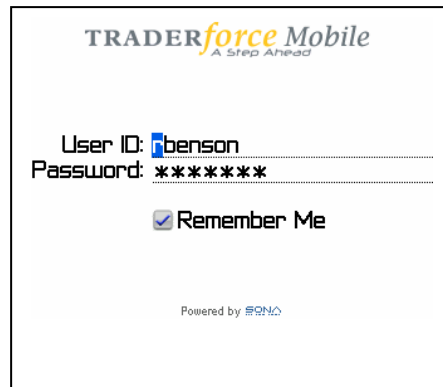 TRADERforce Mobile
A Step Ahead
User ID: rbenson
Password: *******
Remember Me
Powered by SONA